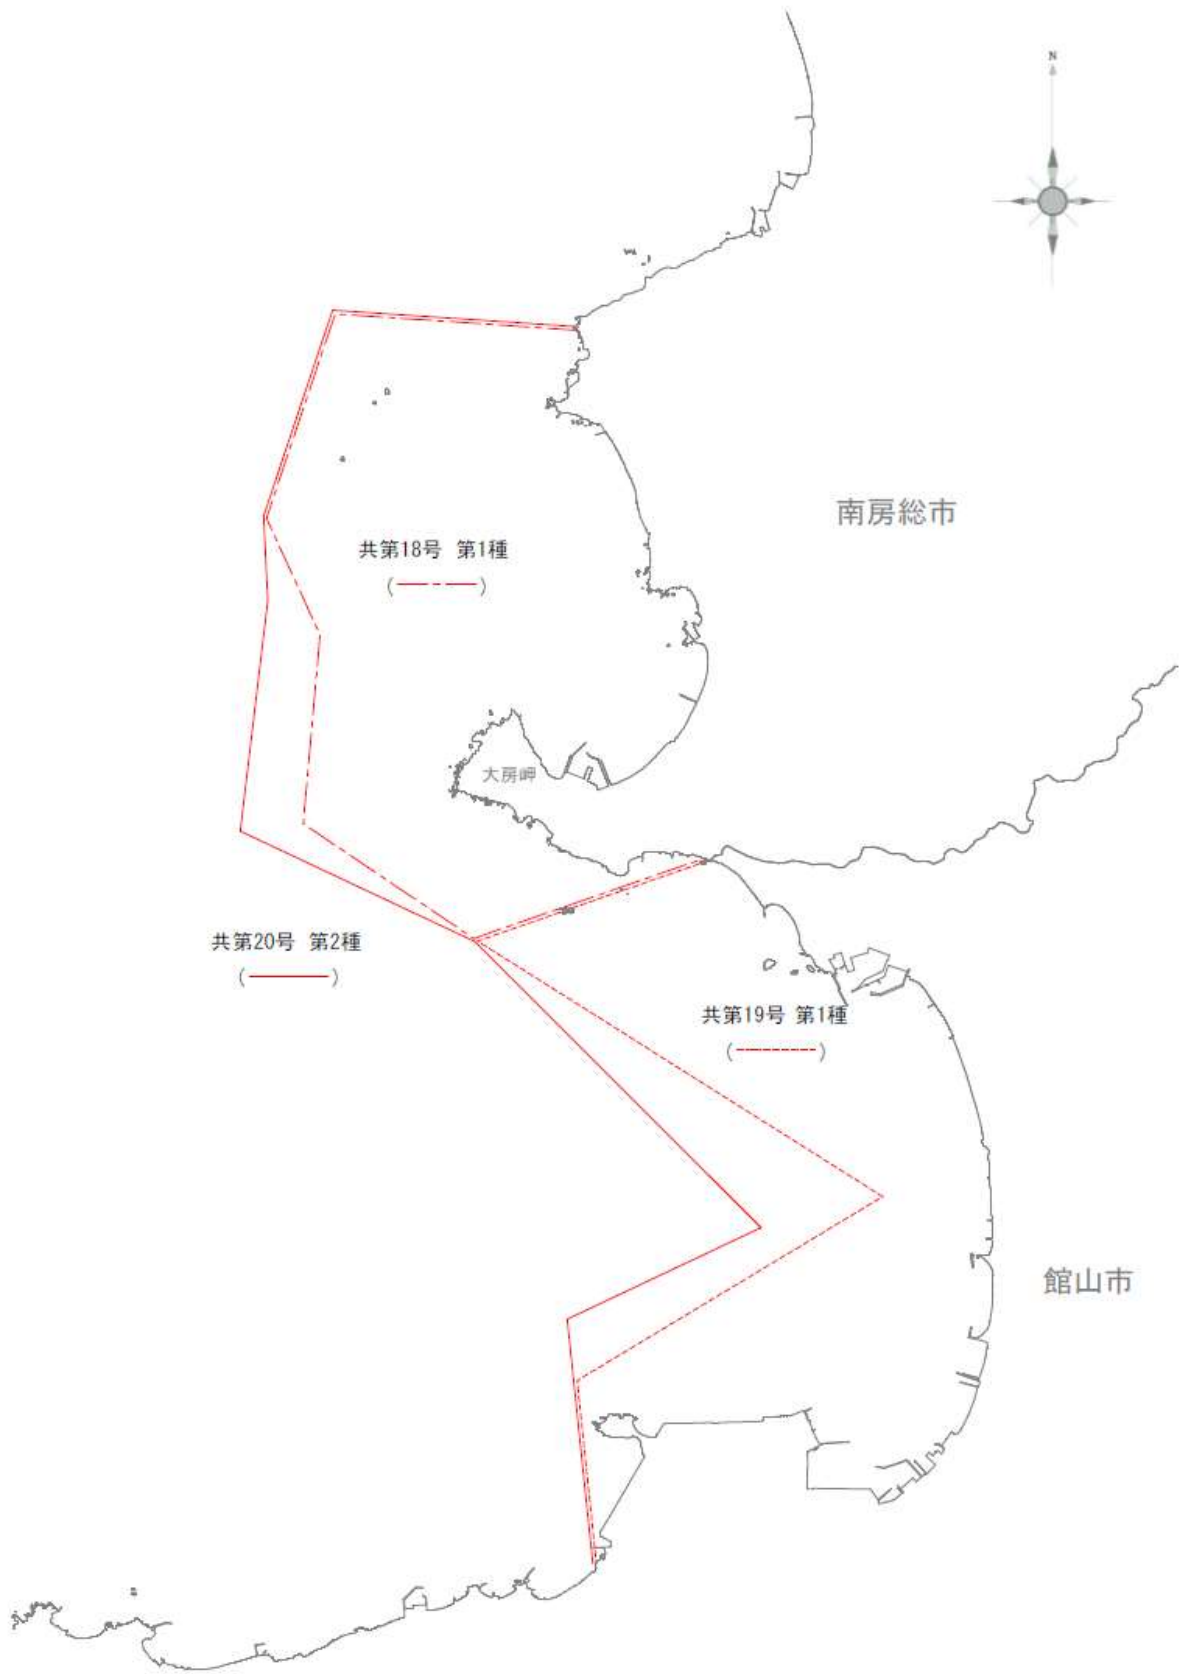 N
南房総市
共第18号 第1種
( )
大房岬
共第20号 第2種
( )
共第19号 第1種
( )
館山市